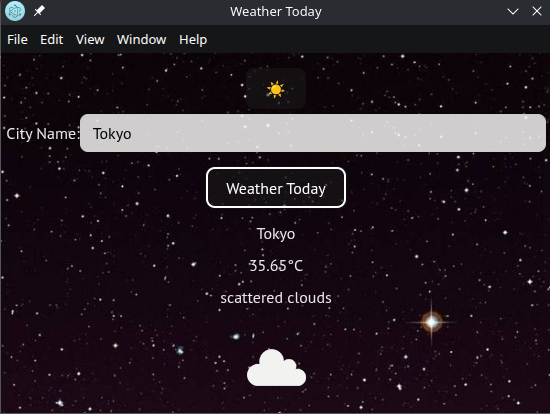 Weather Today
File Edit View Window Help
City Name: Tokyo
Weather Today
Tokyo
35.65°C
scattered clouds